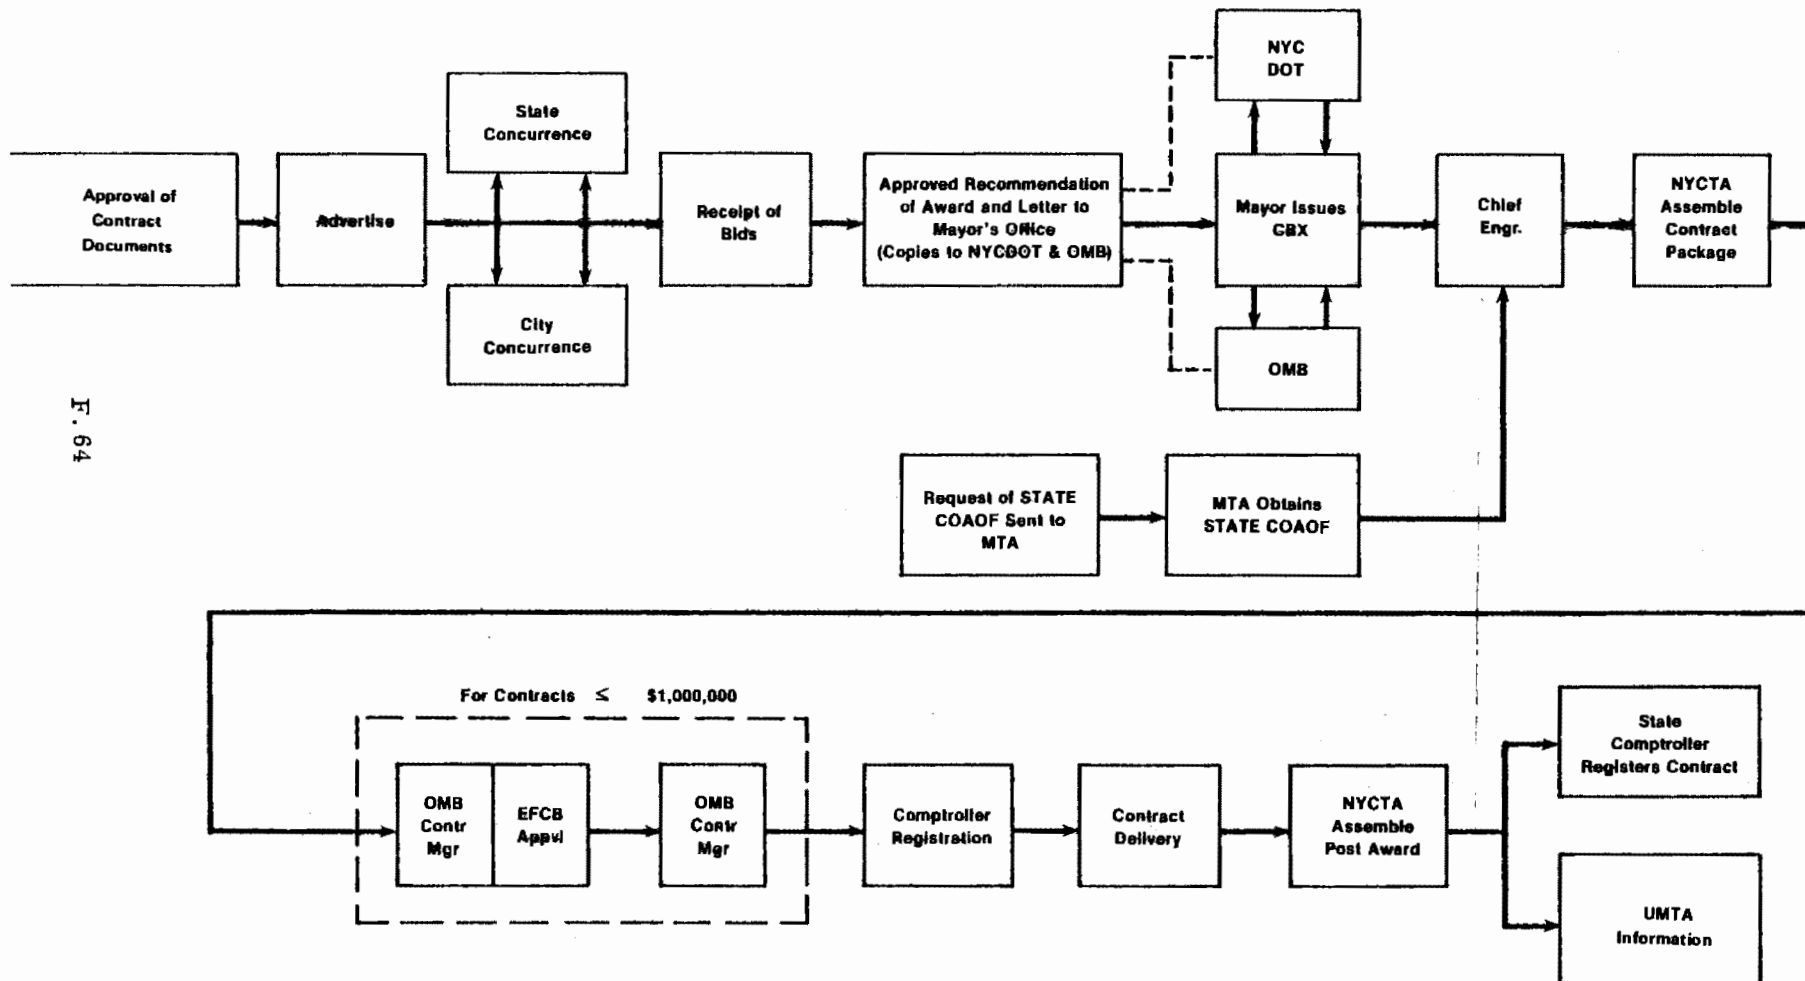 NYC
DOT
State
Concurrence
Approval of
Contract
Documents
Advertise
Receipt of
Bids
Approved Recommendation
of Award and Letter to
Mayor's Office
(Copies to NYCDOT & OMB)
Mayor Issues
CBX
Chief
Engr.
NYCTA
Assemble
Contract
Package
City
Concurrence
OMB
F.64
Request of STATE
COAOF Sent to
MTA
MTA Obtains
STATE COAOF
For Contracts ≤ $1,000,000
OMB
Contr
Mgr
EFCB
Appvl
OMB
Contr
Mgr
Comptroller
Registration
Contract
Delivery
NYCTA
Assemble
Post Award
State
Comptroller
Registers Contract
UMTA
Information